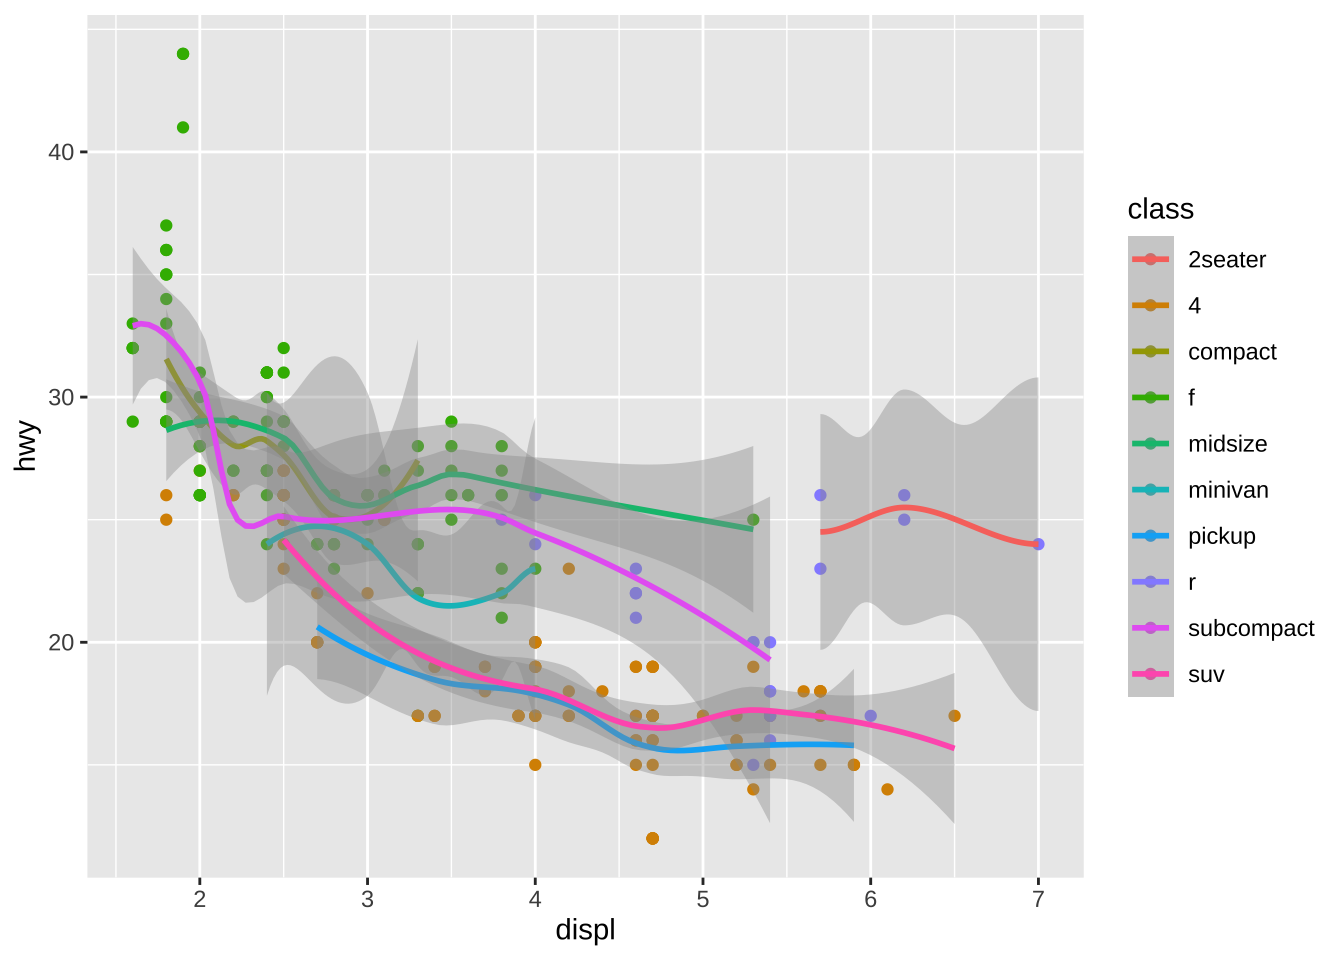 40
30
20
hwy
2 3 4 5 6 7
displ
class
2seater
4
compact
f
midsize
minivan
pickup
r
subcompact
suv